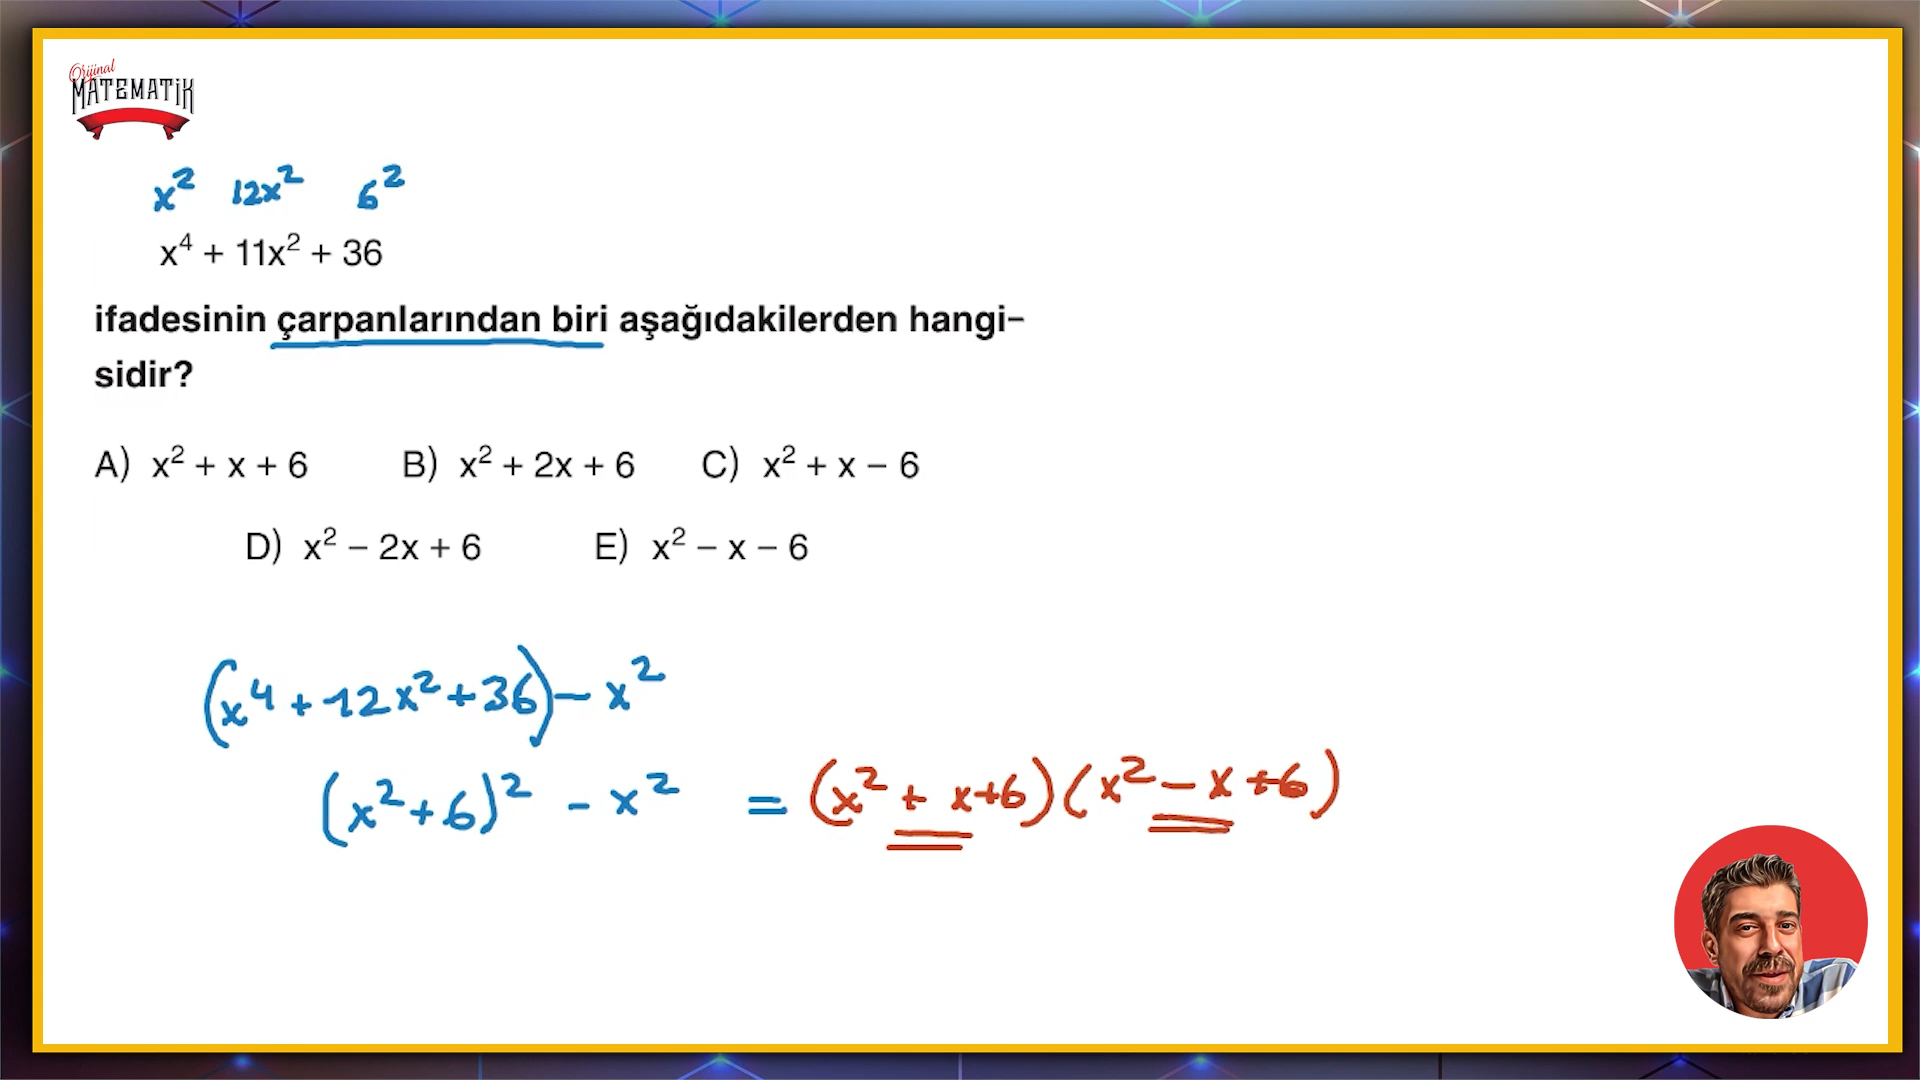 Orijinal
MATEMATİK
x² 12x² 6²
x⁴ + 11x² + 36
ifadesinin çarpanlarından biri aşağıdakilerden hangi–
sidir?
A) x² + x + 6 B) x² + 2x + 6 C) x² + x – 6
D) x² – 2x + 6 E) x² – x – 6
(x⁴ + 12x² + 36) – x²
(x² + 6)² – x² = (x² + x + 6)(x² – x + 6)